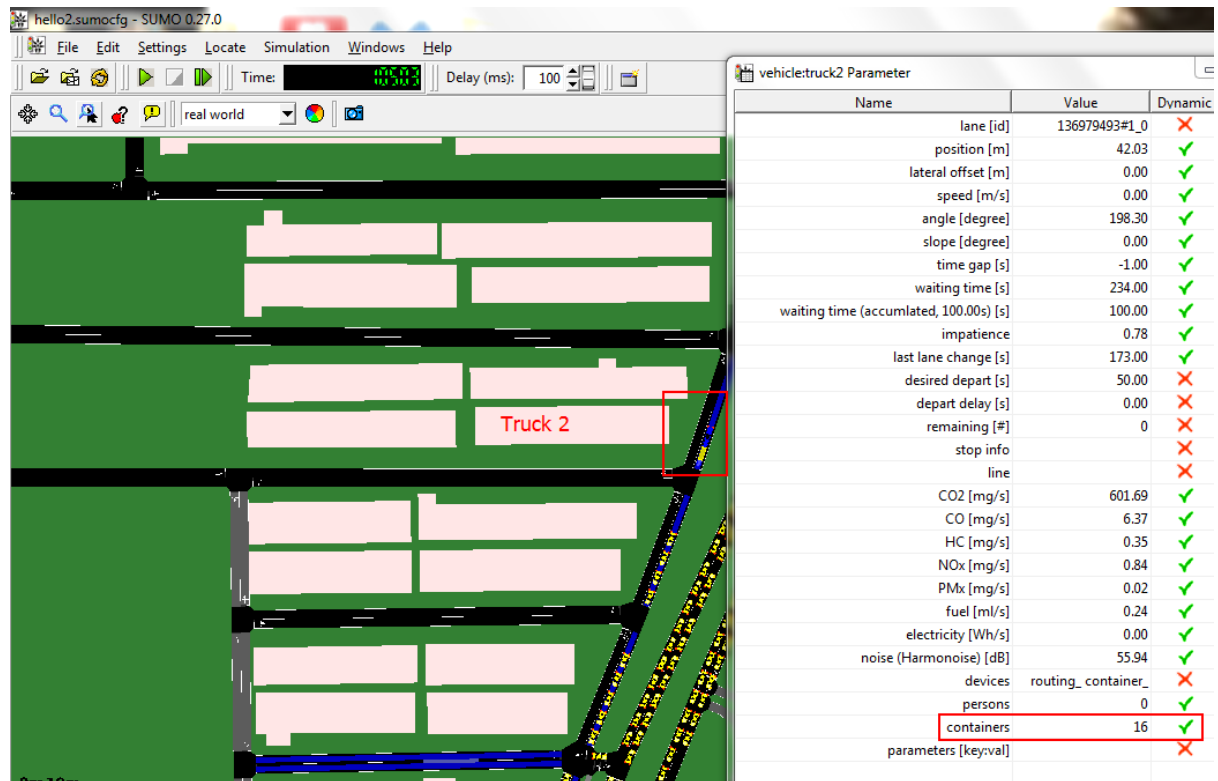 hello2.sumocfg - SUMO 0.27.0
File Edit Settings Locate Simulation Windows Help
Time: Delay (ms): 100
real world
Truck 2
vehicle:truck2 Parameter
Name Value Dynamic
lane [id] 136979493#1_0
position [m] 42.03
lateral offset [m] 0.00
speed [m/s] 0.00
angle [degree] 198.30
slope [degree] 0.00
time gap [s] -1.00
waiting time [s] 234.00
waiting time (accumlated, 100.00s) [s] 100.00
impatience 0.78
last lane change [s] 173.00
desired depart [s] 50.00
depart delay [s] 0.00
remaining [#] 0
stop info
line
CO2 [mg/s] 601.69
CO [mg/s] 6.37
HC [mg/s] 0.35
NOx [mg/s] 0.84
PMx [mg/s] 0.02
fuel [ml/s] 0.24
electricity [Wh/s] 0.00
noise (Harmonoise) [dB] 55.94
devices routing_ container_
persons 0
containers 16
parameters [key:val]